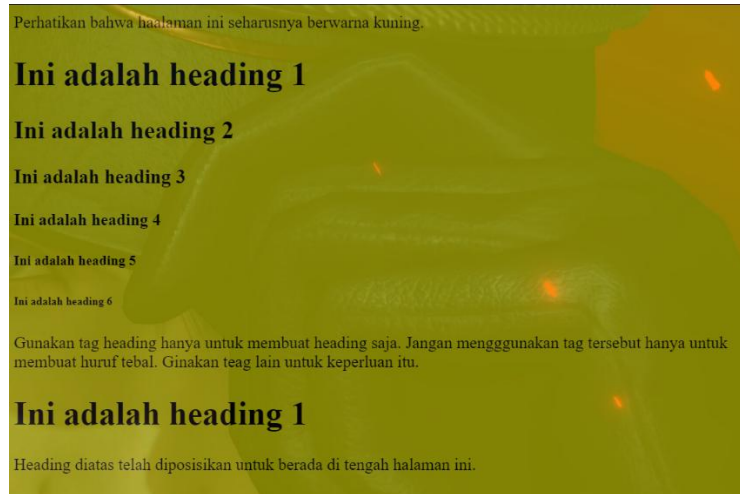 Perhatikan bahwa haalaman ini seharusnya berwarna kuning.
Ini adalah heading 1
Ini adalah heading 2
Ini adalah heading 3
Ini adalah heading 4
Ini adalah heading 5
Ini adalah heading 6
Gunakan tag heading hanya untuk membuat heading saja. Jangan mengggunakan tag tersebut hanya untuk
membuat huruf tebal. Ginakan teag lain untuk keperluan itu.
Ini adalah heading 1
Heading diatas telah diposisikan untuk berada di tengah halaman ini.